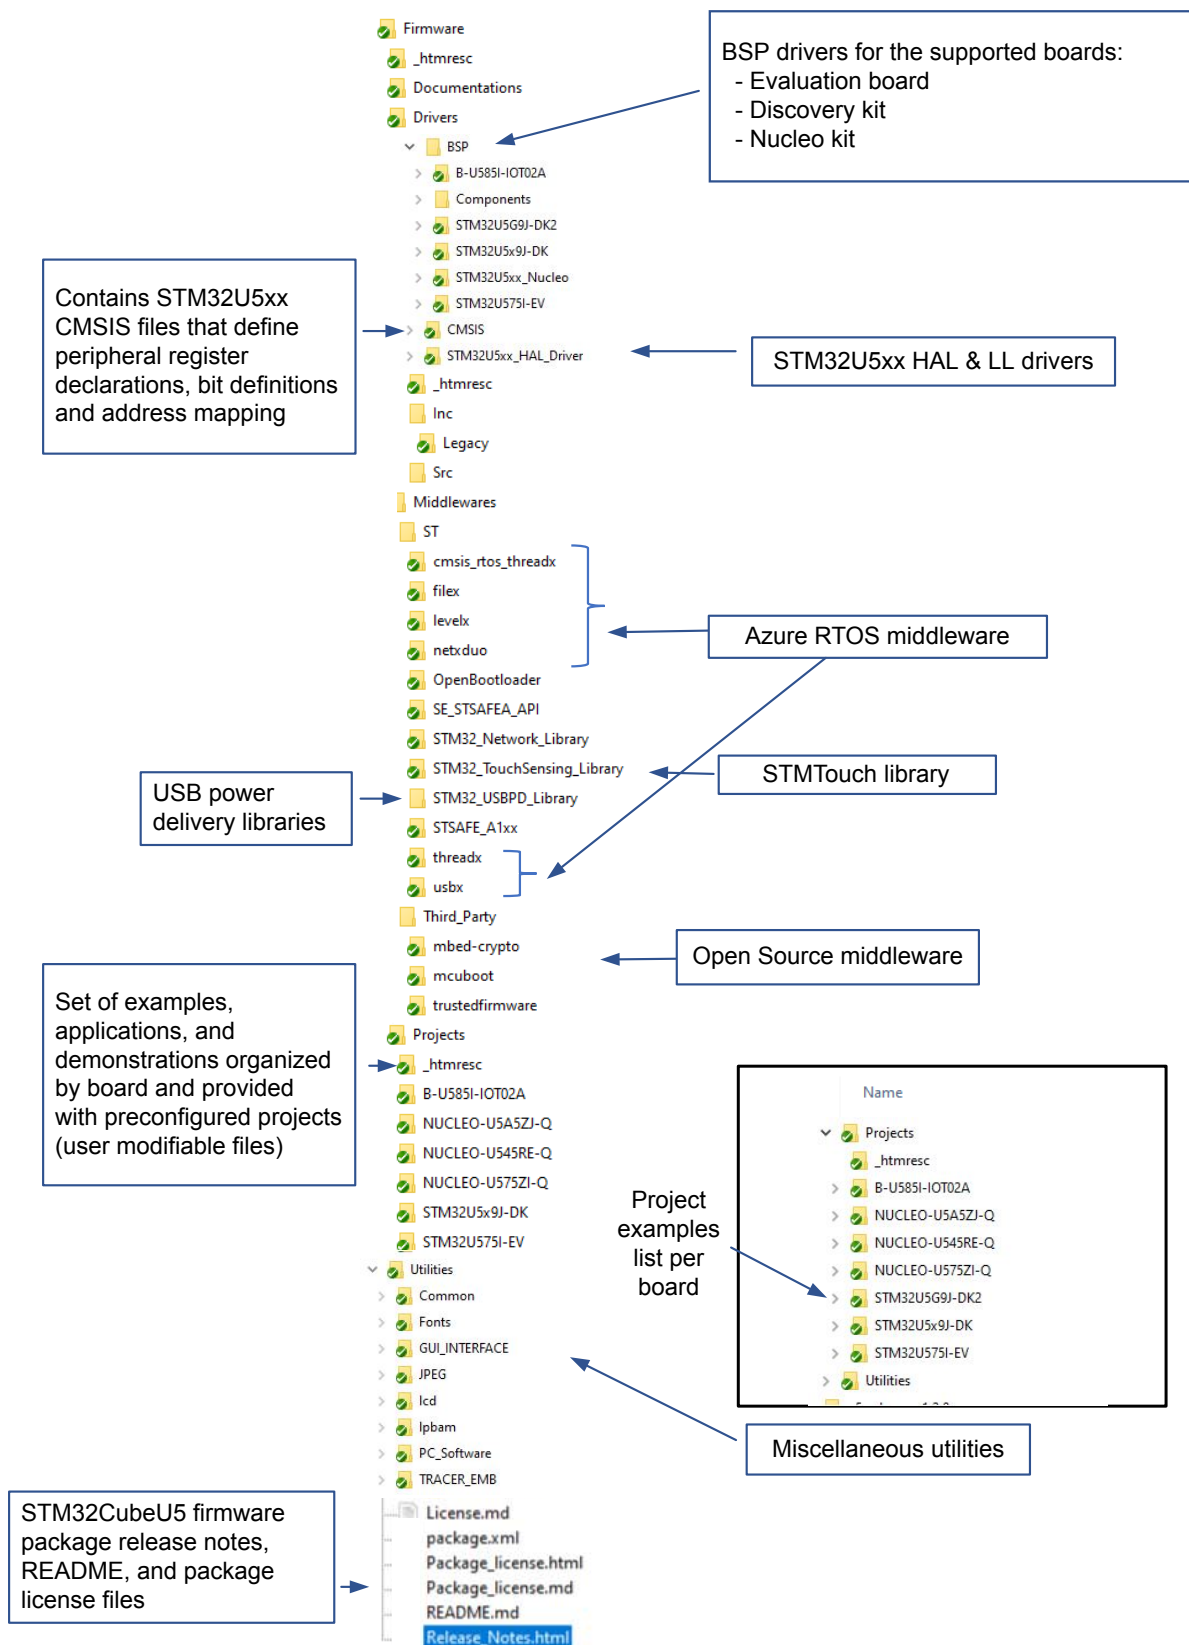 Firmware
_htmresc
Documentations
Drivers
BSP
B-U585I-IOT02A
Components
STM32U5G9J-DK2
STM32U5x9J-DK
STM32U5xx_Nucleo
STM32U575I-EV
CMSIS
STM32U5xx_HAL_Driver
_htmresc
Inc
Legacy
Src
Middlewares
ST
cmsis_rtos_threadx
filex
levelx
netxduo
OpenBootloader
SE_STSAFEA_API
STM32_Network_Library
STM32_TouchSensing_Library
STM32_USBPD_Library
STSAFE_A1xx
threadx
usbx
Third_Party
mbed-crypto
mcuboot
trustedfirmware
Projects
_htmresc
B-U585I-IOT02A
NUCLEO-U5A5ZJ-Q
NUCLEO-U545RE-Q
NUCLEO-U575ZI-Q
STM32U5x9J-DK
STM32U575I-EV
Utilities
Common
Fonts
GUI_INTERFACE
JPEG
lcd
lpbam
PC_Software
TRACER_EMB
License.md
package.xml
Package_license.html
Package_license.md
README.md
Release_Notes.html
BSP drivers for the supported boards:
- Evaluation board
- Discovery kit
- Nucleo kit
Contains STM32U5xx
CMSIS files that define
peripheral register
declarations, bit definitions
and address mapping
STM32U5xx HAL & LL drivers
Azure RTOS middleware
STMTouch library
USB power
delivery libraries
Open Source middleware
Set of examples,
applications, and
demonstrations organized
by board and provided
with preconfigured projects
(user modifiable files)
Project
examples
list per
board
Name
Projects
_htmresc
B-U585I-IOT02A
NUCLEO-U5A5ZJ-Q
NUCLEO-U545RE-Q
NUCLEO-U575ZI-Q
STM32U5G9J-DK2
STM32U5x9J-DK
STM32U575I-EV
Utilities
Miscellaneous utilities
STM32CubeU5 firmware
package release notes,
README, and package
license files